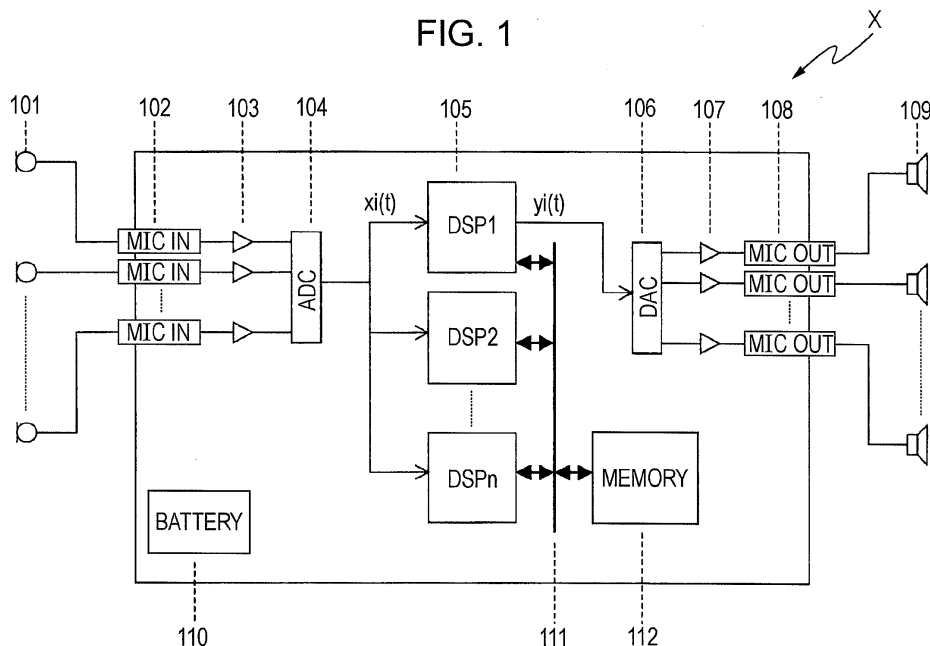 FIG. 1
X
101
102
103
104
105
106
107
108
109
xi(t)
DSP1
yi(t)
MIC IN
MIC IN
MIC IN
ADC
DSP2
DAC
MIC OUT
MIC OUT
MIC OUT
DSPn
MEMORY
BATTERY
110
111
112